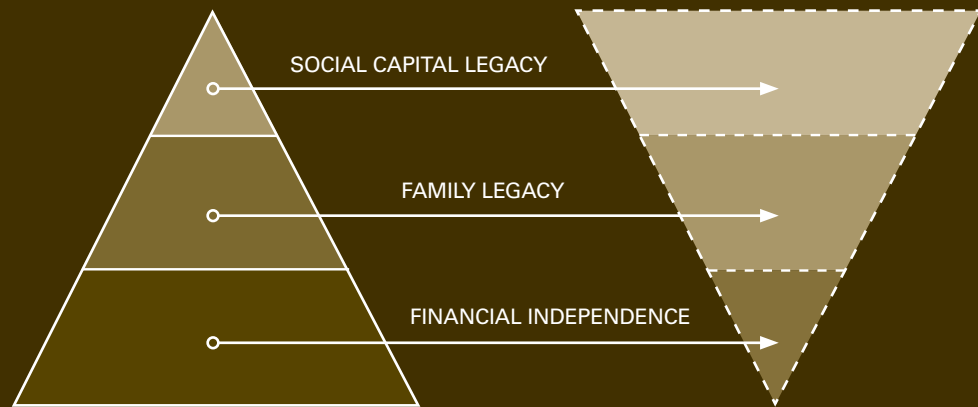 SOCIAL CAPITAL LEGACY
FAMILY LEGACY
FINANCIAL INDEPENDENCE